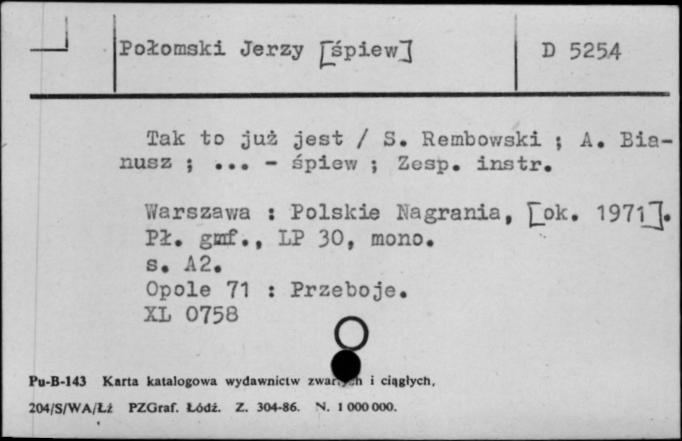 Połomski Jerzy [śpiew]
D 5254
Tak to już jest / S. Rembowski ; A. Bia-
nusz ; ... - śpiew ; Zesp. instr.
Warszawa : Polskie Nagrania, [ok. 1971].
Pł. gmf., LP 30, mono.
s. A2.
Opole 71 : Przeboje.
XL 0758
Pu-B-143 Karta katalogowa wydawnictw i ciągłych,
204/S/WA/Łż PZGraf. Łódź. Z. 304-86. N. 1 000 000.